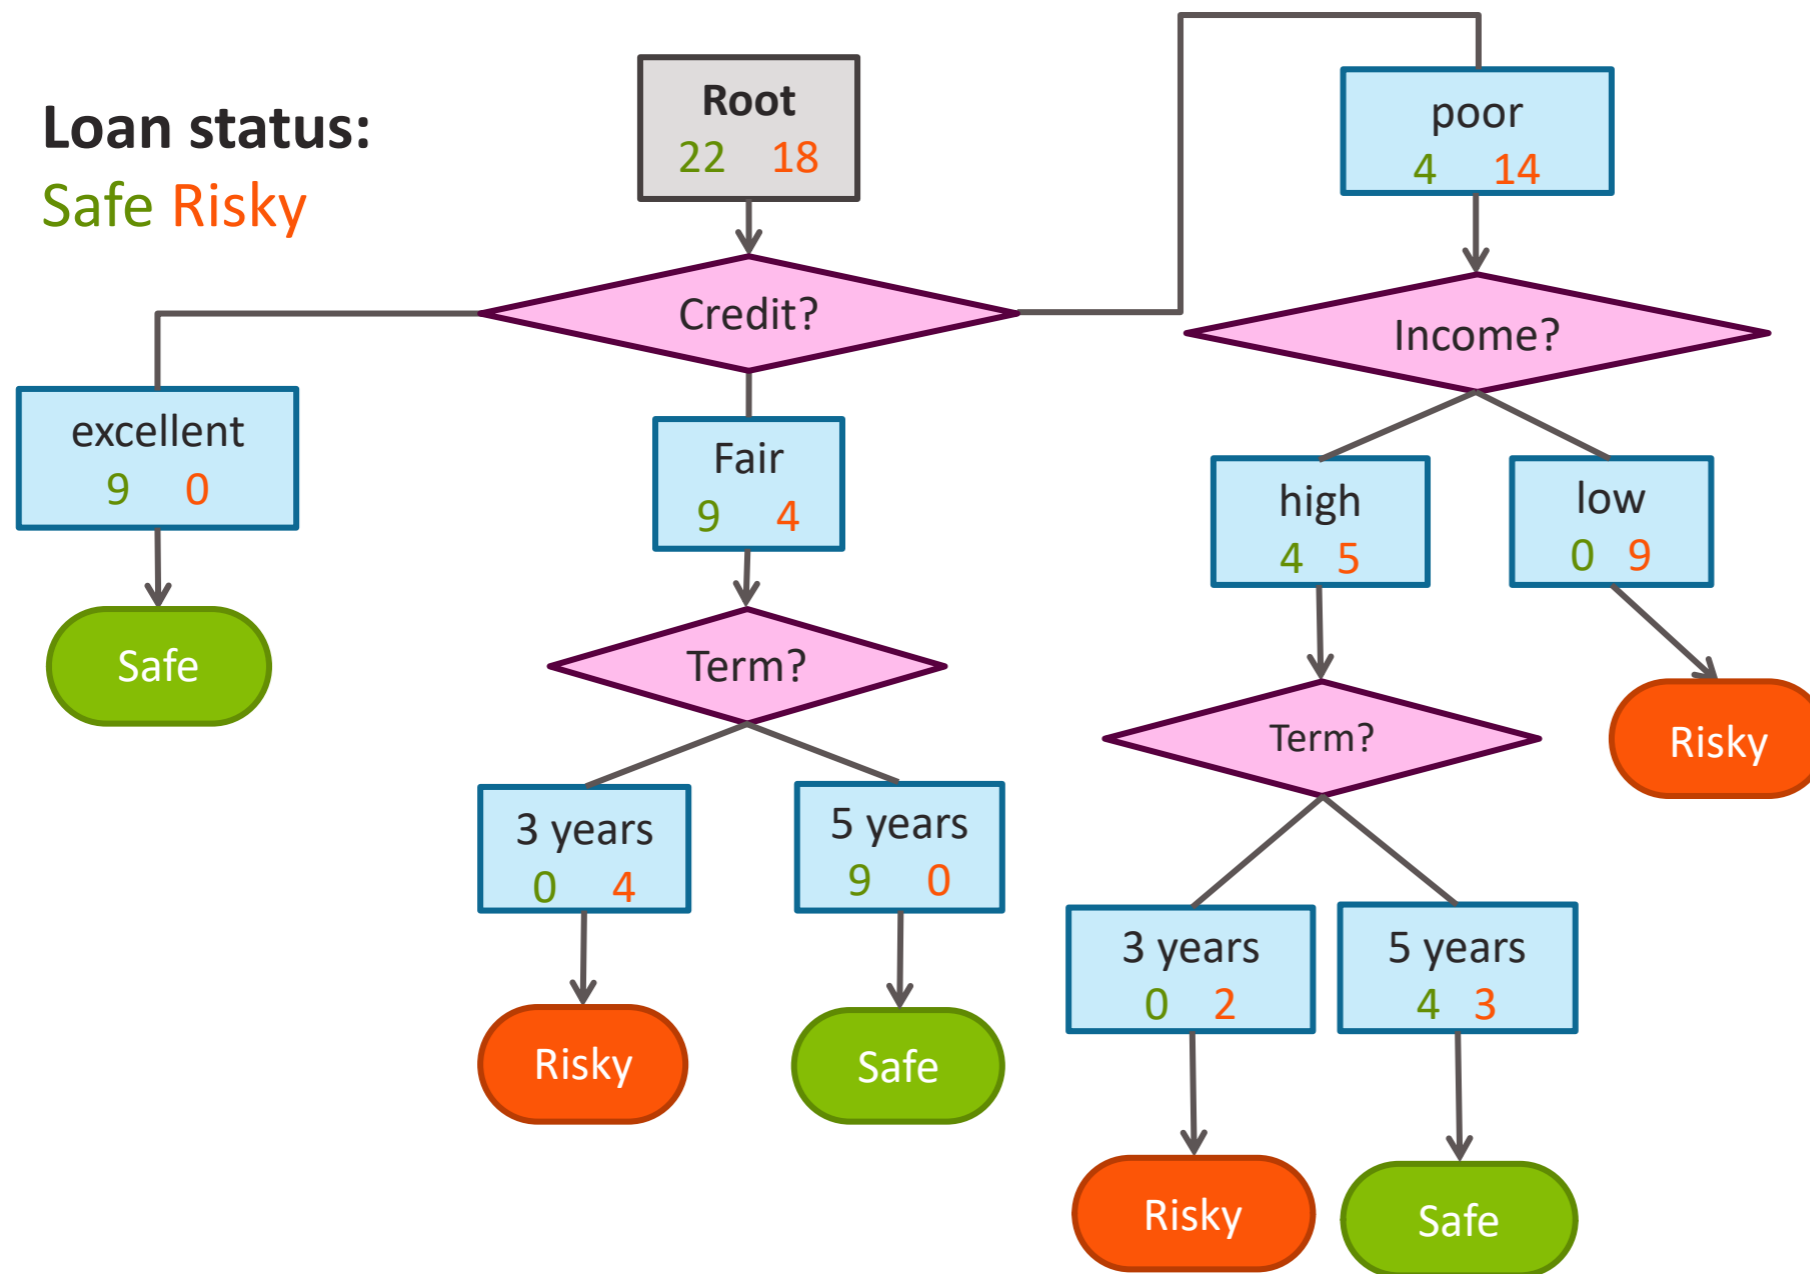 Loan status:
Safe Risky
Root
22 18
Credit?
excellent
9 0
Safe
Fair
9 4
Term?
3 years
0 4
Risky
5 years
9 0
Safe
poor
4 14
Income?
high
4 5
Term?
3 years
0 2
Risky
5 years
4 3
Safe
low
0 9
Risky